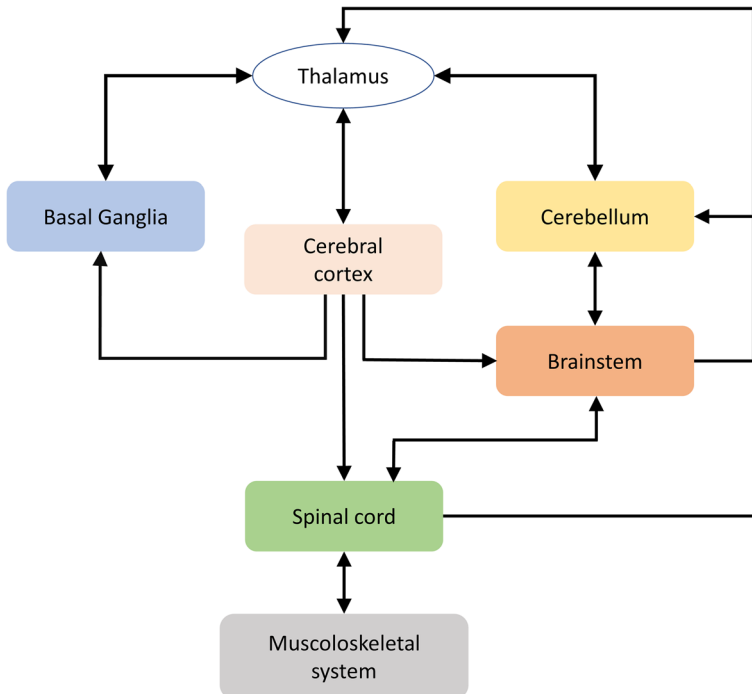 Thalamus
Basal Ganglia
Cerebellum
Cerebral
cortex
Brainstem
Spinal cord
Muscoloskeletal
system